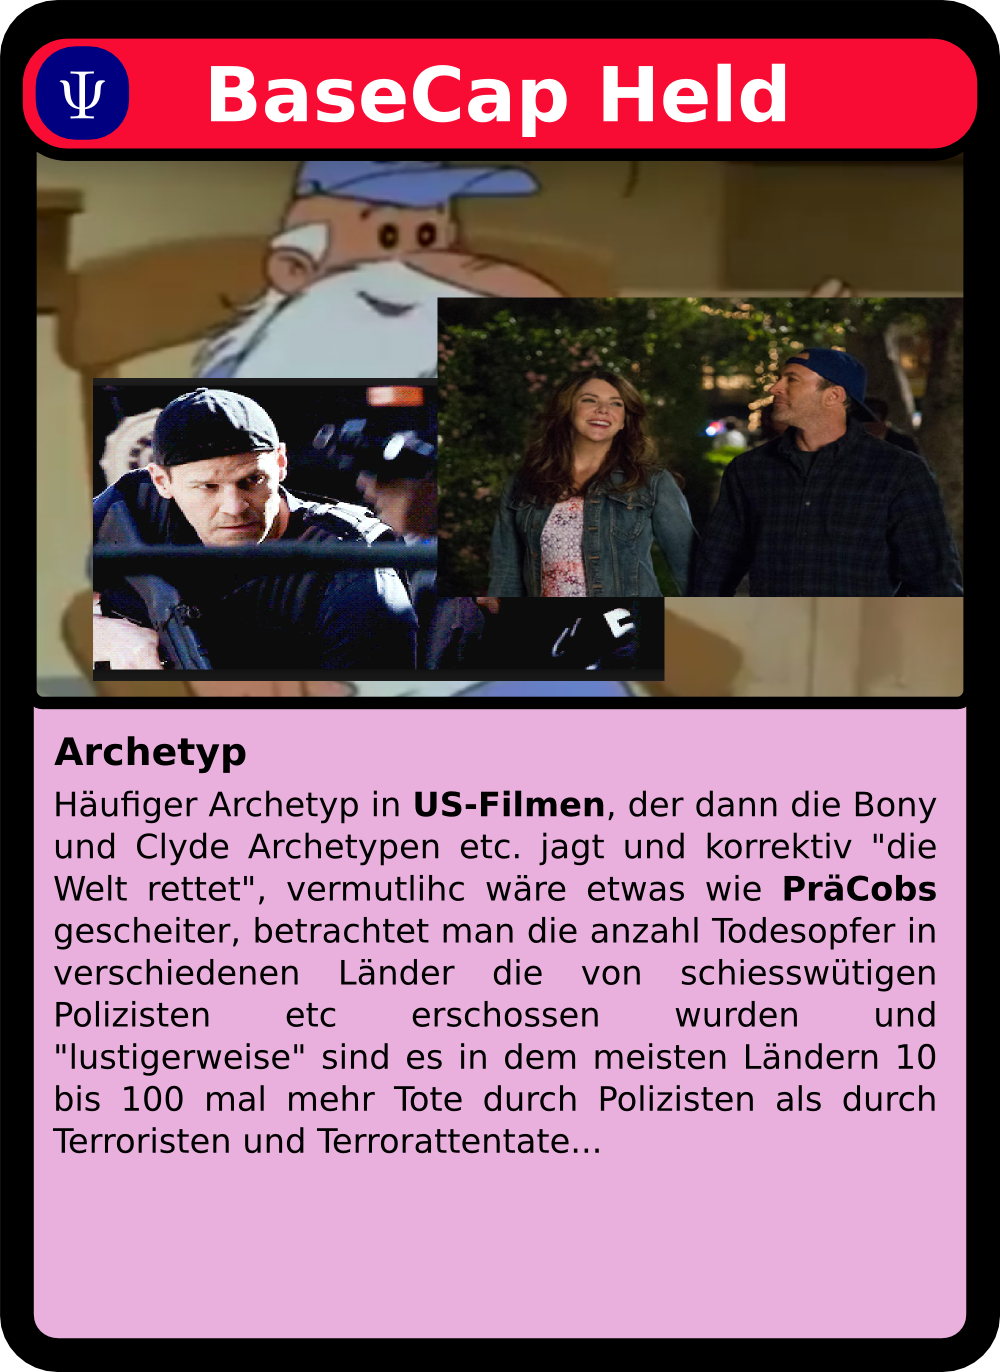 Ψ
BaseCap Held
Archetyp
Häufiger Archetyp in US-Filmen, der dann die Bony
und Clyde Archetypen etc. jagt und korrektiv "die
Welt rettet", vermutlihc wäre etwas wie PräCobs
gescheiter, betrachtet man die anzahl Todesopfer in
verschiedenen Länder die von schiesswütigen
Polizisten etc erschossen wurden und
"lustigerweise" sind es in dem meisten Ländern 10
bis 100 mal mehr Tote durch Polizisten als durch
Terroristen und Terrorattentate...